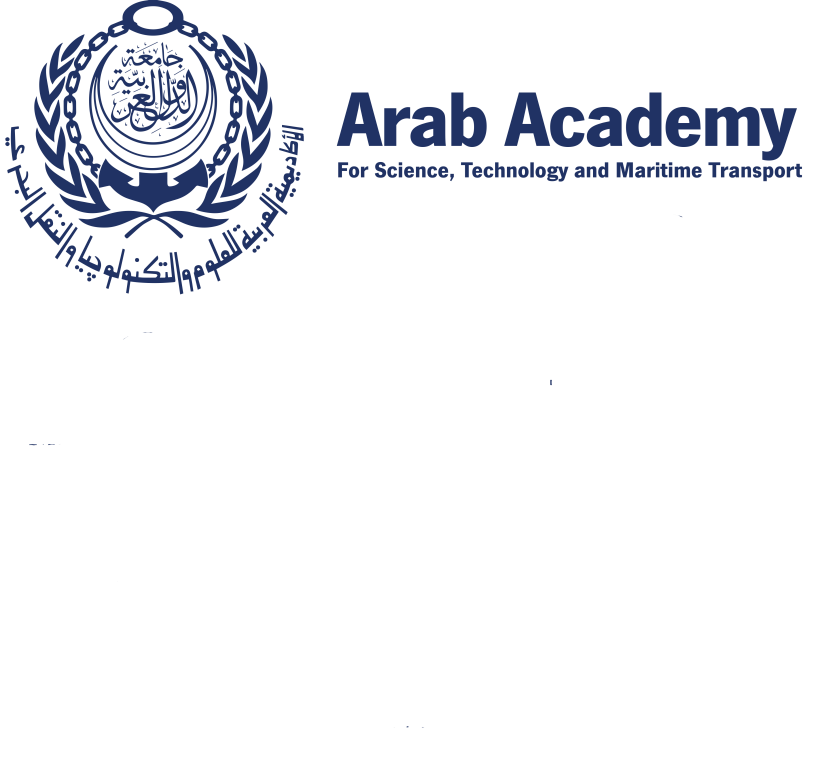 جامعة
الدول العربية
الأكاديمية العربية للعلوم والتكنولوجيا والنقل البحري
Arab Academy
For Science, Technology and Maritime Transport